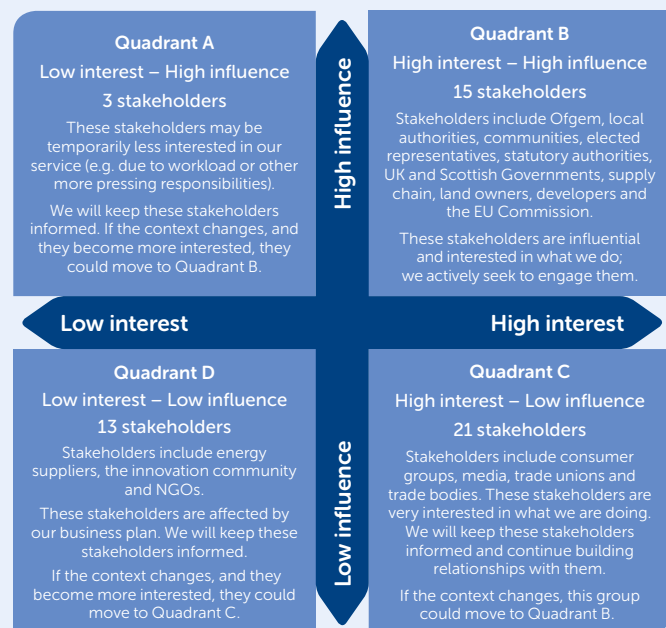 Quadrant A
Low interest – High influence
3 stakeholders
These stakeholders may be
temporarily less interested in our
service (e.g. due to workload or other
more pressing responsibilities).
We will keep these stakeholders
informed. If the context changes, and
they become more interested, they
could move to Quadrant B.
High influence
Quadrant B
High interest – High influence
15 stakeholders
Stakeholders include Ofgem, local
authorities, communities, elected
representatives, statutory authorities,
UK and Scottish Governments, supply
chain, land owners, developers and
the EU Commission.
These stakeholders are influential
and interested in what we do;
we actively seek to engage them.
Low interest
High interest
Quadrant D
Low interest – Low influence
13 stakeholders
Stakeholders include energy
suppliers, the innovation community
and NGOs.
These stakeholders are affected by
our business plan. We will keep these
stakeholders informed.
If the context changes, and they
become more interested, they could
move to Quadrant C.
Low influence
Quadrant C
High interest – Low influence
21 stakeholders
Stakeholders include consumer
groups, media, trade unions and
trade bodies. These stakeholders are
very interested in what we are doing.
We will keep these stakeholders
informed and continue building
relationships with them.
If the context changes, this group
could move to Quadrant B.